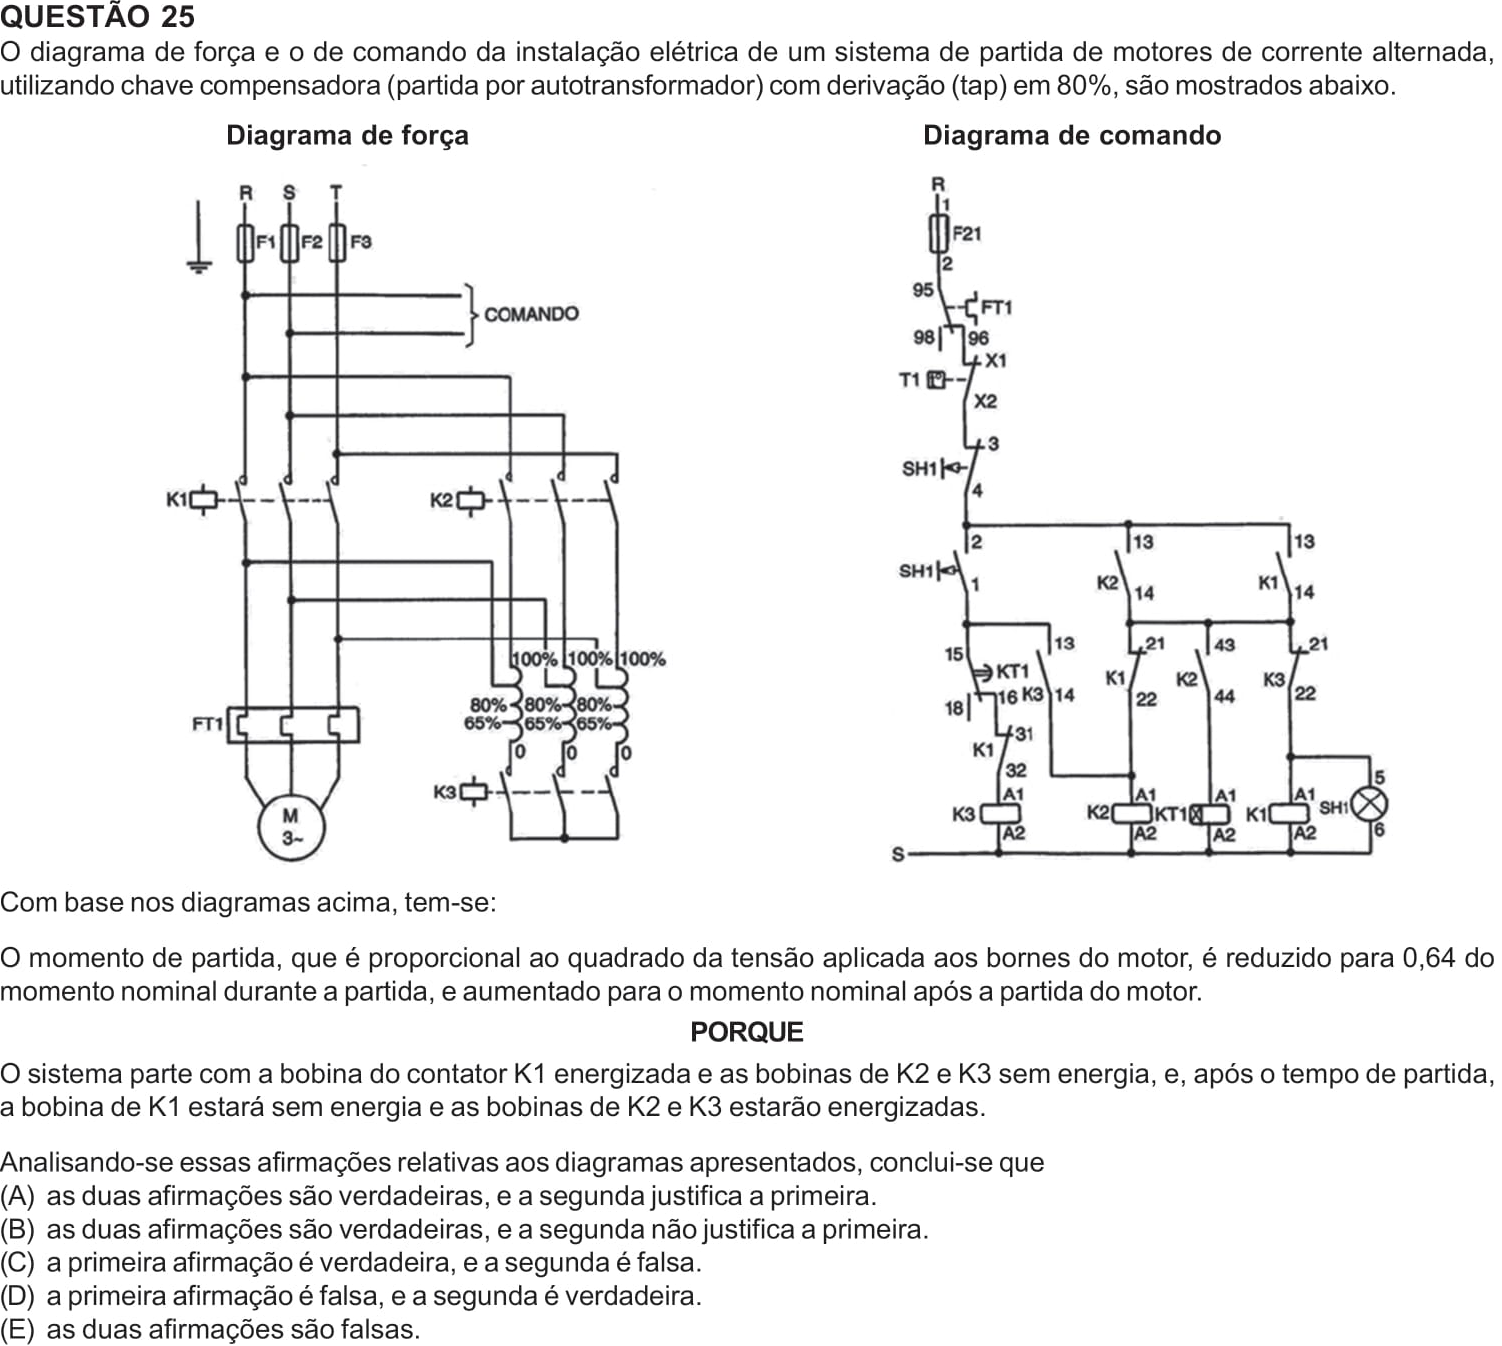 QUESTÃO 25
O diagrama de força e o de comando da instalação elétrica de um sistema de partida de motores de corrente alternada,
utilizando chave compensadora (partida por autotransformador) com derivação (tap) em 80%, são mostrados abaixo.
Diagrama de força
Diagrama de comando
R S T
F1 F2 F3
COMANDO
K1 K2
100% 100% 100%
80% 80% 80%
65% 65% 65%
FT1
0 0 0
K3
M
3~
R
1
F21
2
95
FT1
98 96
X1
T1
X2
3
SH1
4
2 13 13
SH1 K2 K1
1 14 14
15 13 21 43 21
KT1 K1 K2 K3
18 16 K3 14 22 44 22
31
K1
32
5
A1 A1 A1 A1
K3 K2 KT1 K1 SH1
A2 A2 A2 A2 6
S
Com base nos diagramas acima, tem-se:
O momento de partida, que é proporcional ao quadrado da tensão aplicada aos bornes do motor, é reduzido para 0,64 do
momento nominal durante a partida, e aumentado para o momento nominal após a partida do motor.
PORQUE
O sistema parte com a bobina do contator K1 energizada e as bobinas de K2 e K3 sem energia, e, após o tempo de partida,
a bobina de K1 estará sem energia e as bobinas de K2 e K3 estarão energizadas.
Analisando-se essas afirmações relativas aos diagramas apresentados, conclui-se que
(A) as duas afirmações são verdadeiras, e a segunda justifica a primeira.
(B) as duas afirmações são verdadeiras, e a segunda não justifica a primeira.
(C) a primeira afirmação é verdadeira, e a segunda é falsa.
(D) a primeira afirmação é falsa, e a segunda é verdadeira.
(E) as duas afirmações são falsas.